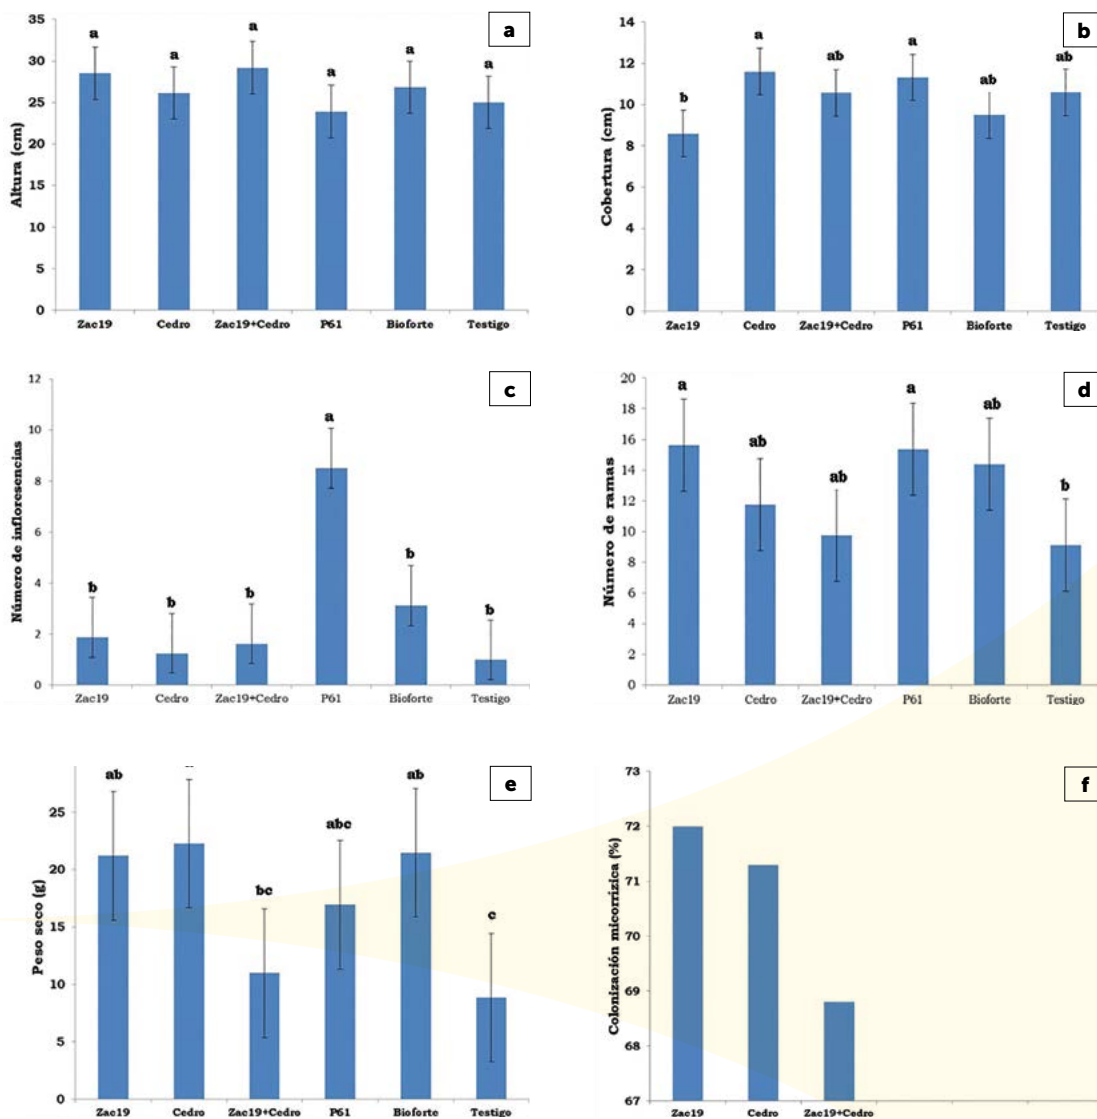 a
Altura (cm)
35
30
25
20
15
10
5
0
a
a
a
a
a
a
Zac19 Cedro Zac19+Cedro P61 Bioforte Testigo
b
Cobertura (cm)
14
12
10
8
6
4
2
0
b
a
ab
a
ab
ab
Zac19 Cedro Zac19+Cedro P61 Bioforte Testigo
c
Número de infloresencias
12
10
8
6
4
2
0
b
b
b
a
b
b
Zac19 Cedro Zac19+Cedro P61 Bioforte Testigo
d
Número de ramas
20
18
16
14
12
10
8
6
4
2
0
a
ab
ab
a
ab
b
Zac19 Cedro Zac19+Cedro P61 Bioforte Testigo
e
Peso seco (g)
25
20
15
10
5
0
ab
bc
abc
ab
c
Zac19 Cedro Zac19+Cedro P61 Bioforte Testigo
f
Colonización micorrízica (%)
73
72
71
70
69
68
67
Zac19 Cedro Zac19+Cedro